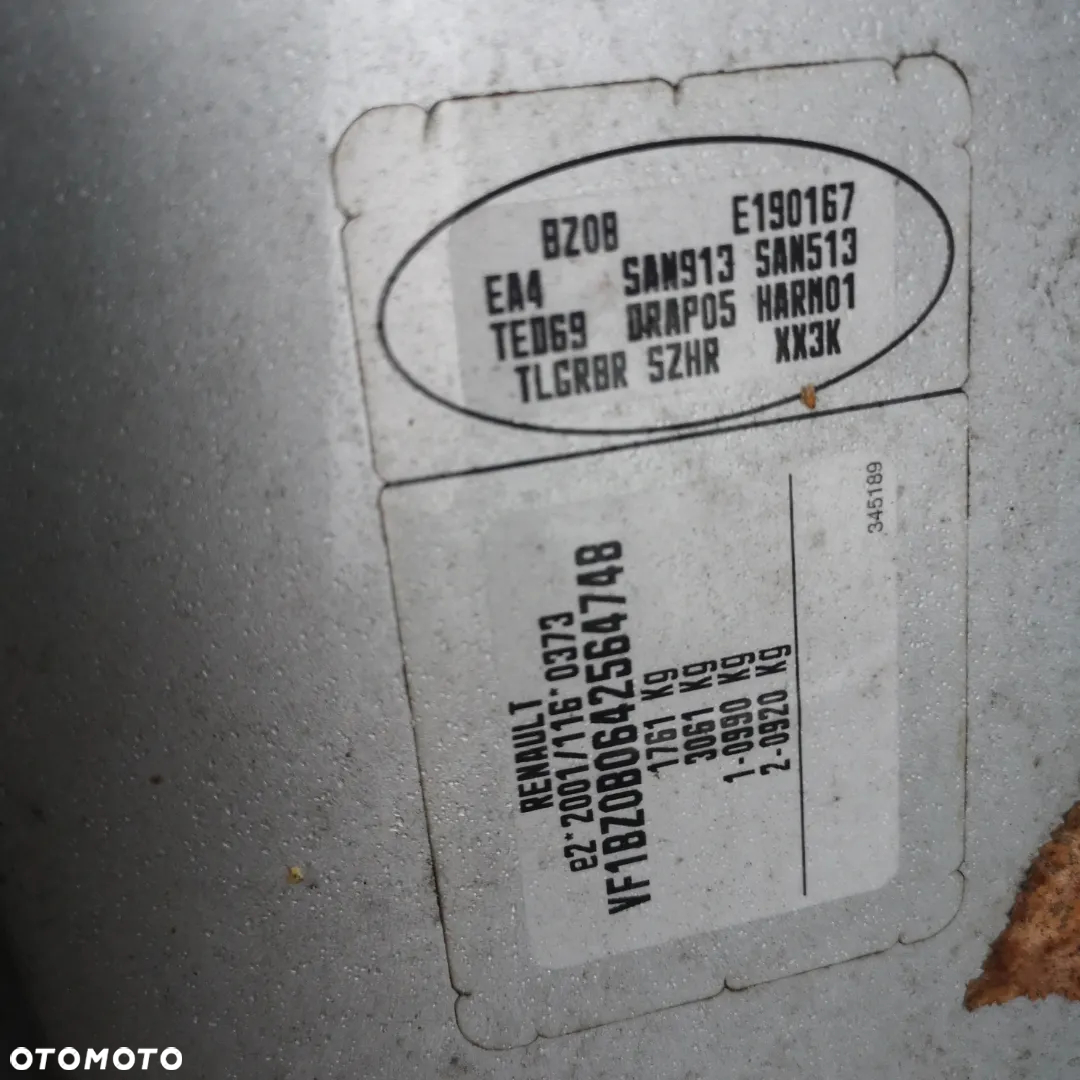 BZ0B E190167
EA4 SAN913 SAN513
TED69 DRAP05 HARM01
TLGRBR SZHR XX3K
345189
RENAULT
e2*2001/116*0373
VF1BZ0B0642564748
1761 Kg
3061 Kg
1-0990 Kg
2-0920 Kg
OTOMOTO